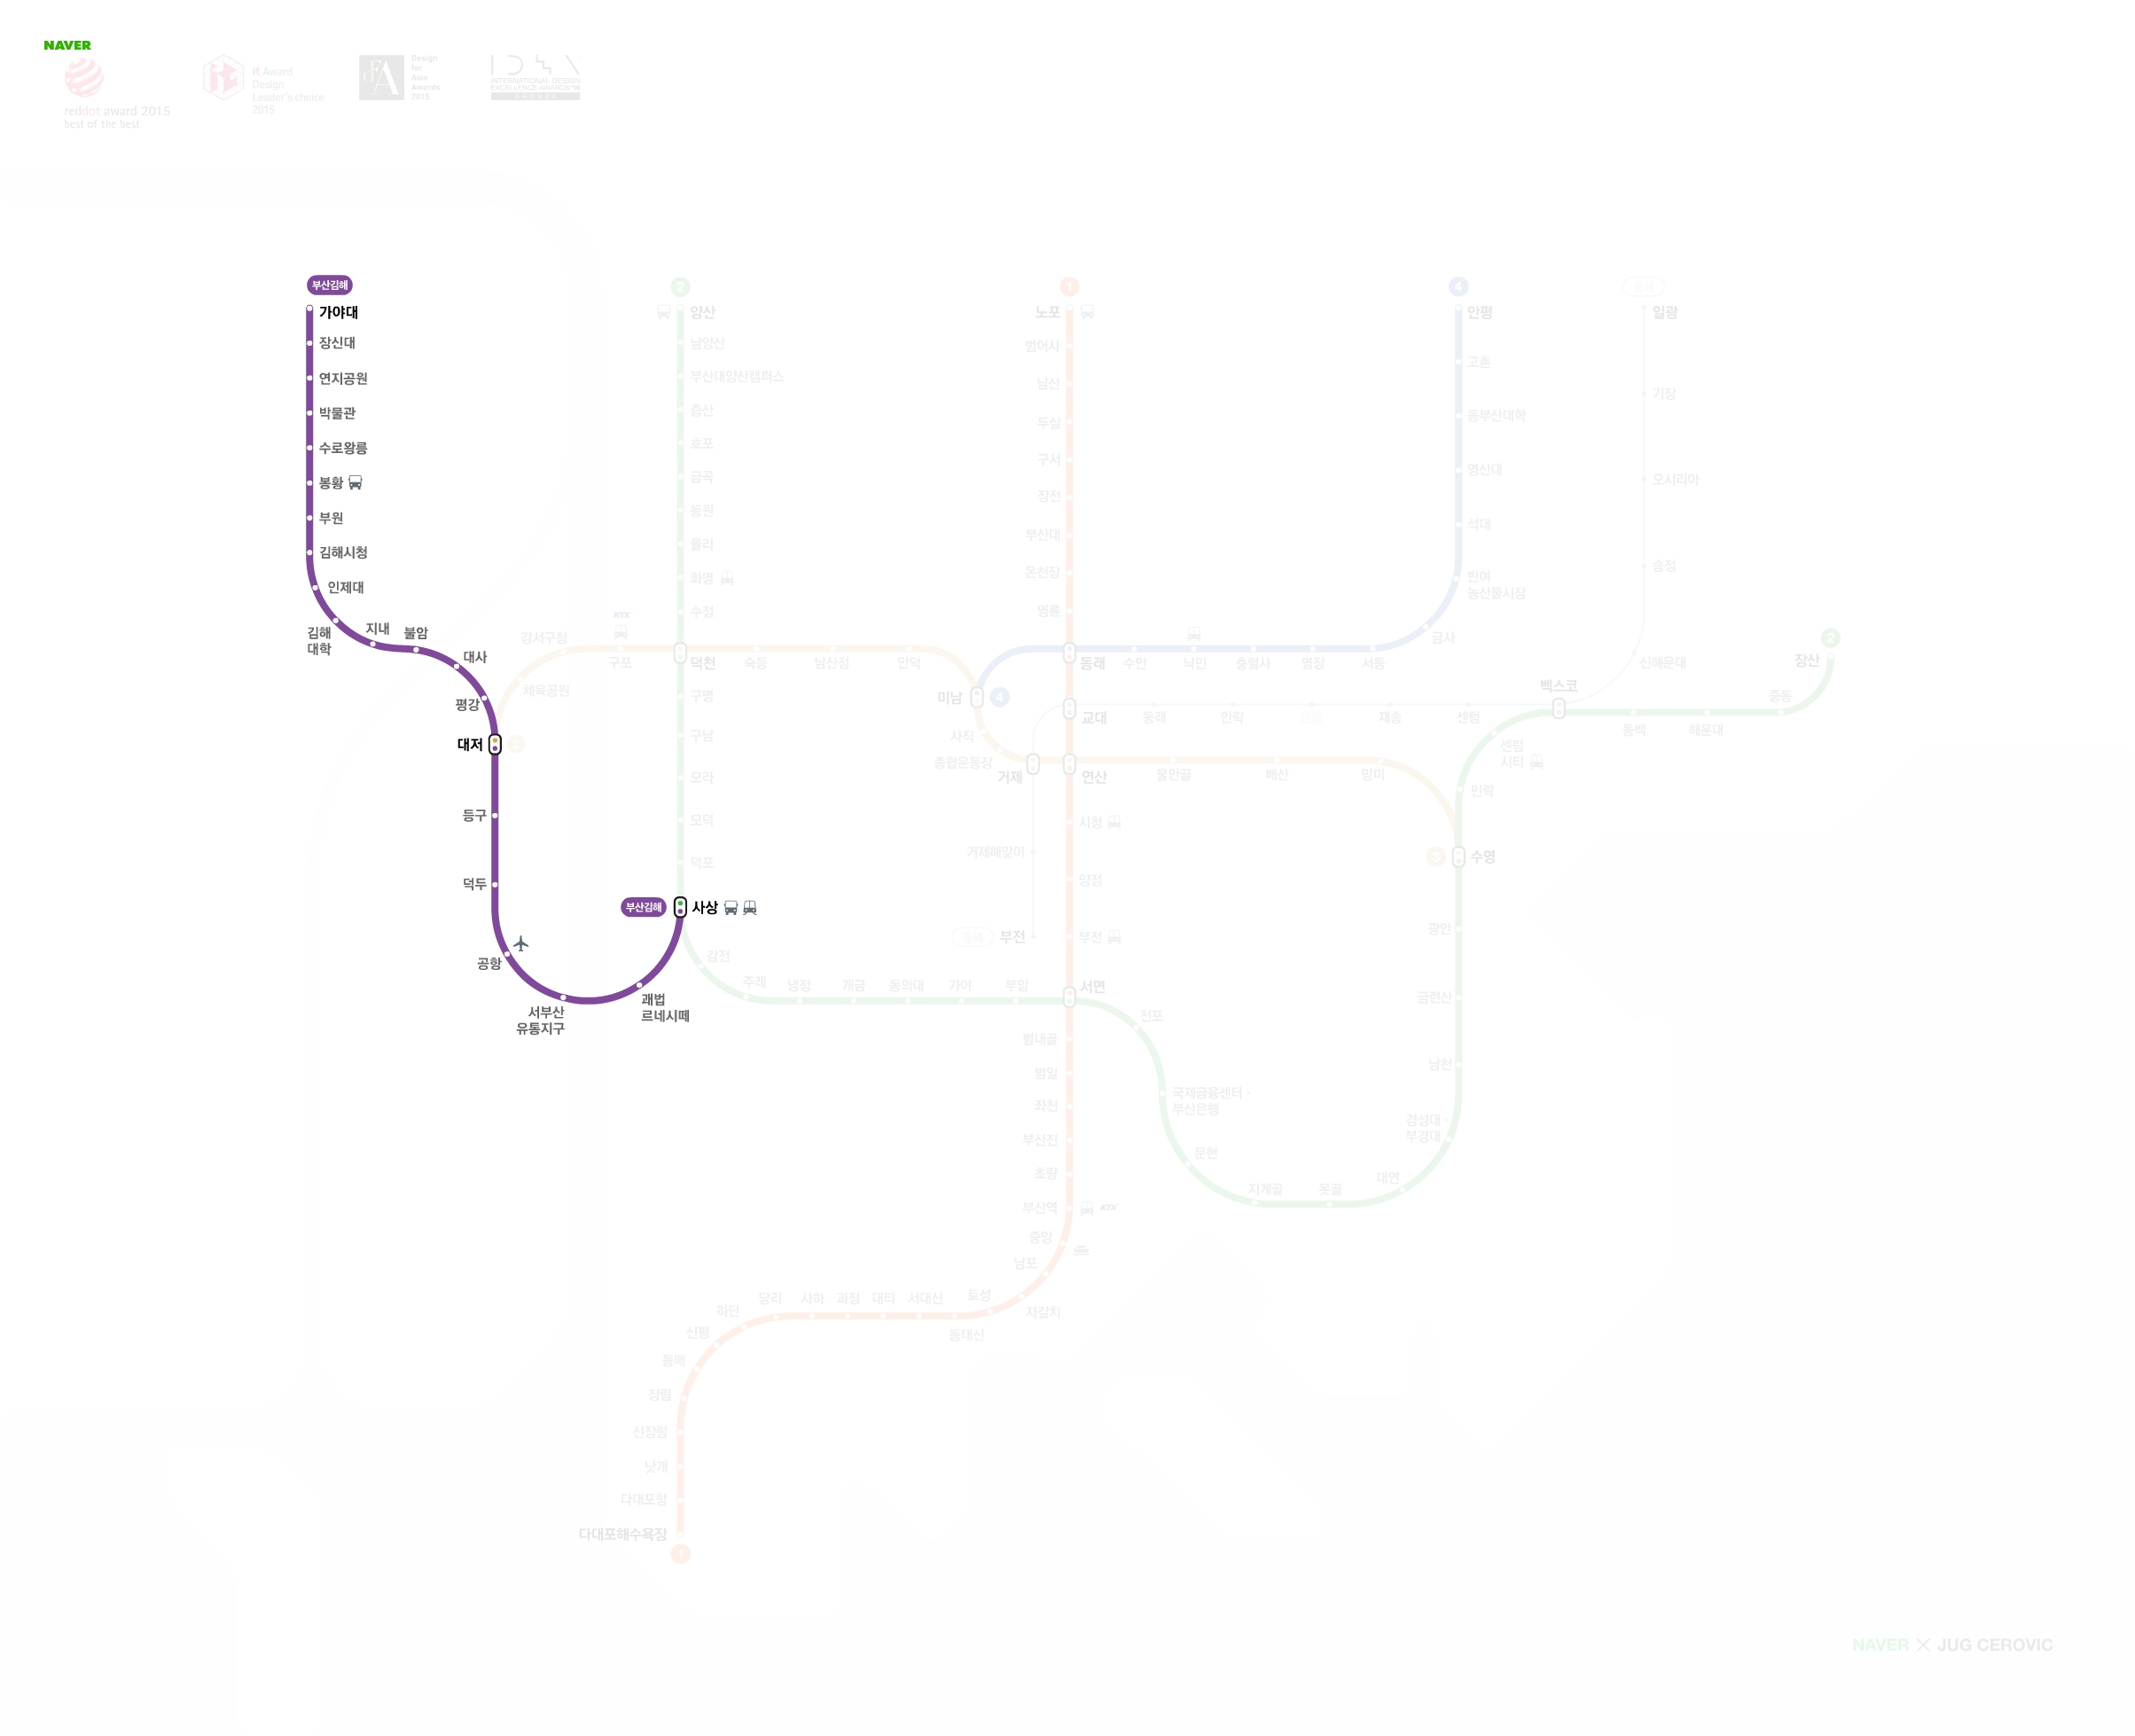 NAVER
reddot award 2015
best of the best
it Award
Design
Leader's choice
2015
Design
for
Asia
Awards
2015
INTERNATIONAL DESIGN
EXCELLENCE AWARDS
부산김해
가야대
장신대
연지공원
박물관
수로왕릉
봉황
부원
김해시청
인제대
김해
대학
지내
불암
대사
평강
대저
3
등구
덕두
공항
서부산
유통지구
괘법
르네시떼
부산김해
사상
2
양산
남양산
부산대양산캠퍼스
증산
호포
금곡
동원
율리
화명
수정
덕천
구명
구남
모라
모덕
덕포
감전
주례
냉정
개금
동의대
가야
부암
서면
전포
국제금융센터·
부산은행
문현
지게골
못골
대연
경성대·
부경대
남천
금련산
광안
수영
3
민락
센텀
시티
벡스코
동백
해운대
중동
장산
2
강서구청
체육공원
KTX
구포
숙등
남산정
만덕
미남
4
사직
종합운동장
거제
연산
물만골
배산
망미
1
노포
범어사
남산
두실
구서
장전
부산대
온천장
명륜
동래
교대
시청
양정
부전
범내골
범일
좌천
부산진
초량
부산역
KTX
중앙
남포
자갈치
토성
동대신
서대신
대티
괴정
사하
당리
하단
신평
동매
장림
신장림
낫개
다대포항
다대포해수욕장
1
4
안평
고촌
동부산대학
영산대
석대
반여
농산물시장
금사
서동
명장
충렬사
낙민
수안
동해
일광
기장
오시리아
송정
신해운대
센텀
재송
안락
동래
거제해맞이
동해
부전
NAVER × JUG CEROVIC